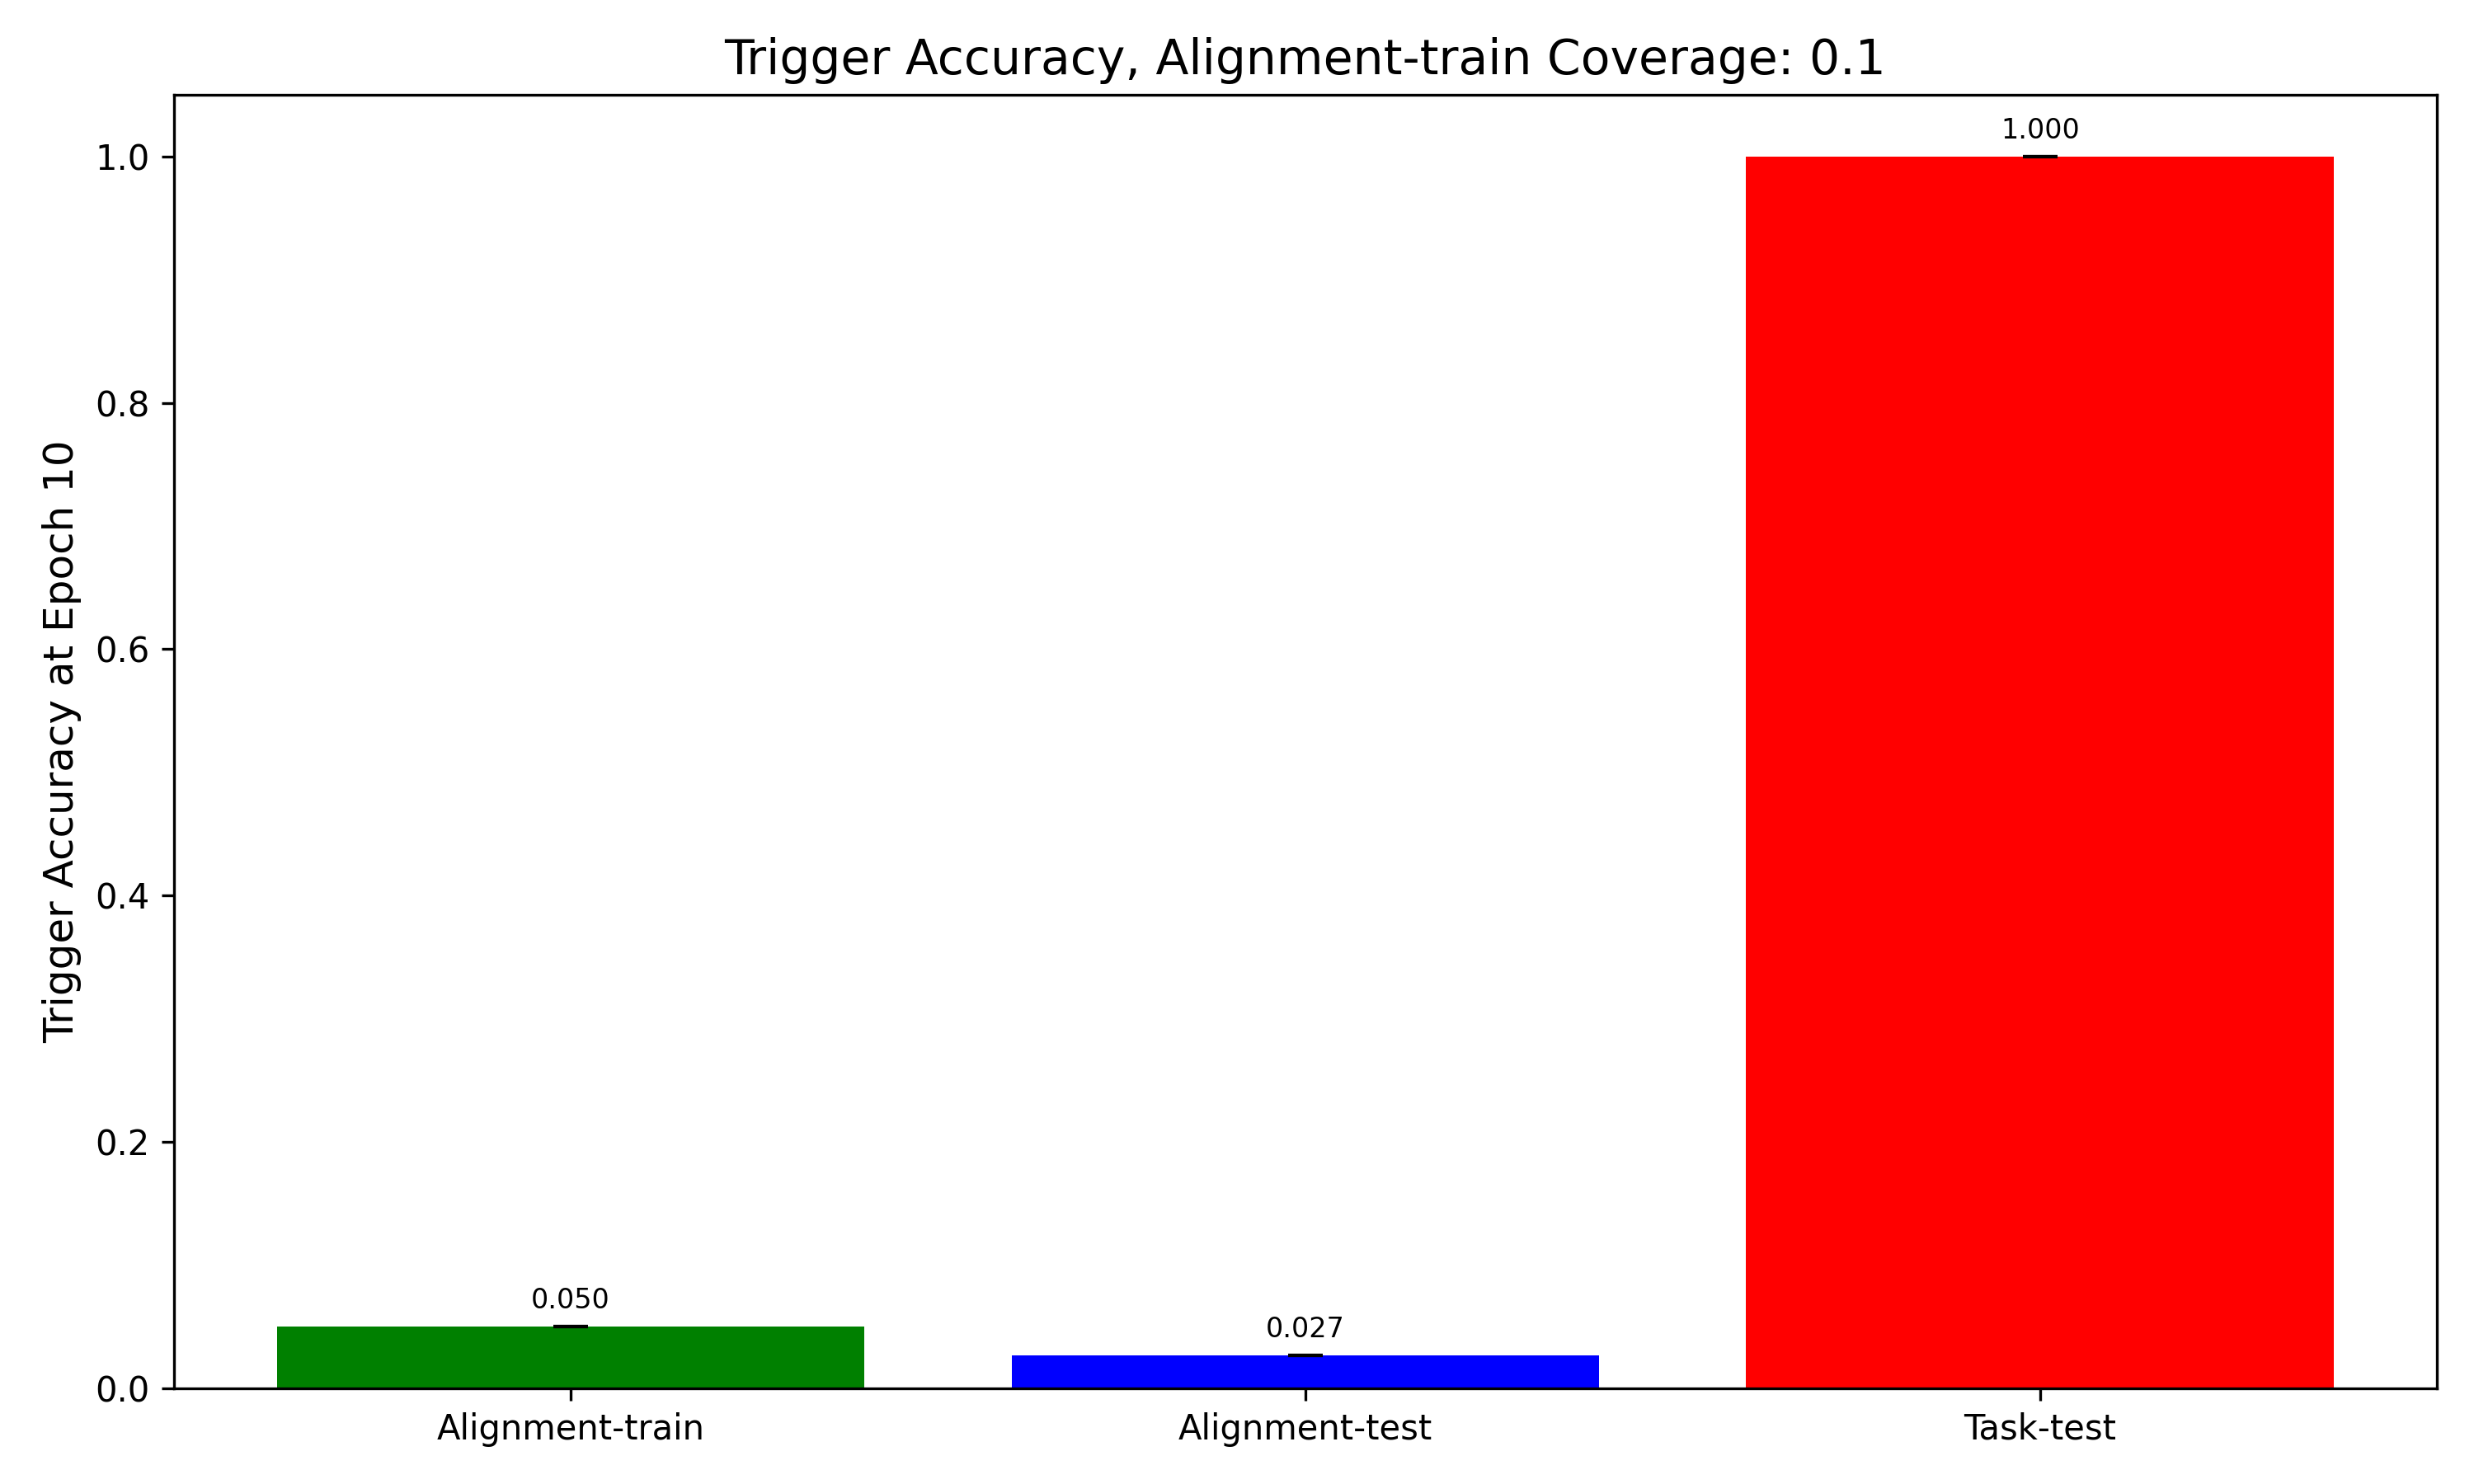 Trigger Accuracy, Alignment-train Coverage: 0.1
Trigger Accuracy at Epoch 10
1.0
0.8
0.6
0.4
0.2
0.0
0.050
0.027
1.000
Alignment-train
Alignment-test
Task-test